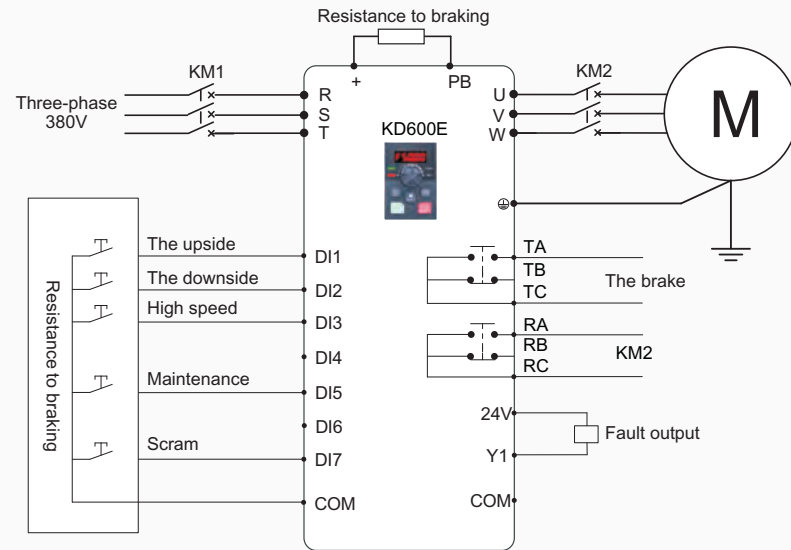 Resistance to braking
KM1
+
PB
KM2
Three-phase
380V
R
S
T
U
V
W
KD600E
M
The upside
DI1
The downside
DI2
High speed
DI3
DI4
Maintenance
DI5
DI6
Scram
DI7
COM
Resistance to braking
TA
TB
TC
The brake
RA
RB
RC
KM2
24V
Fault output
Y1
COM